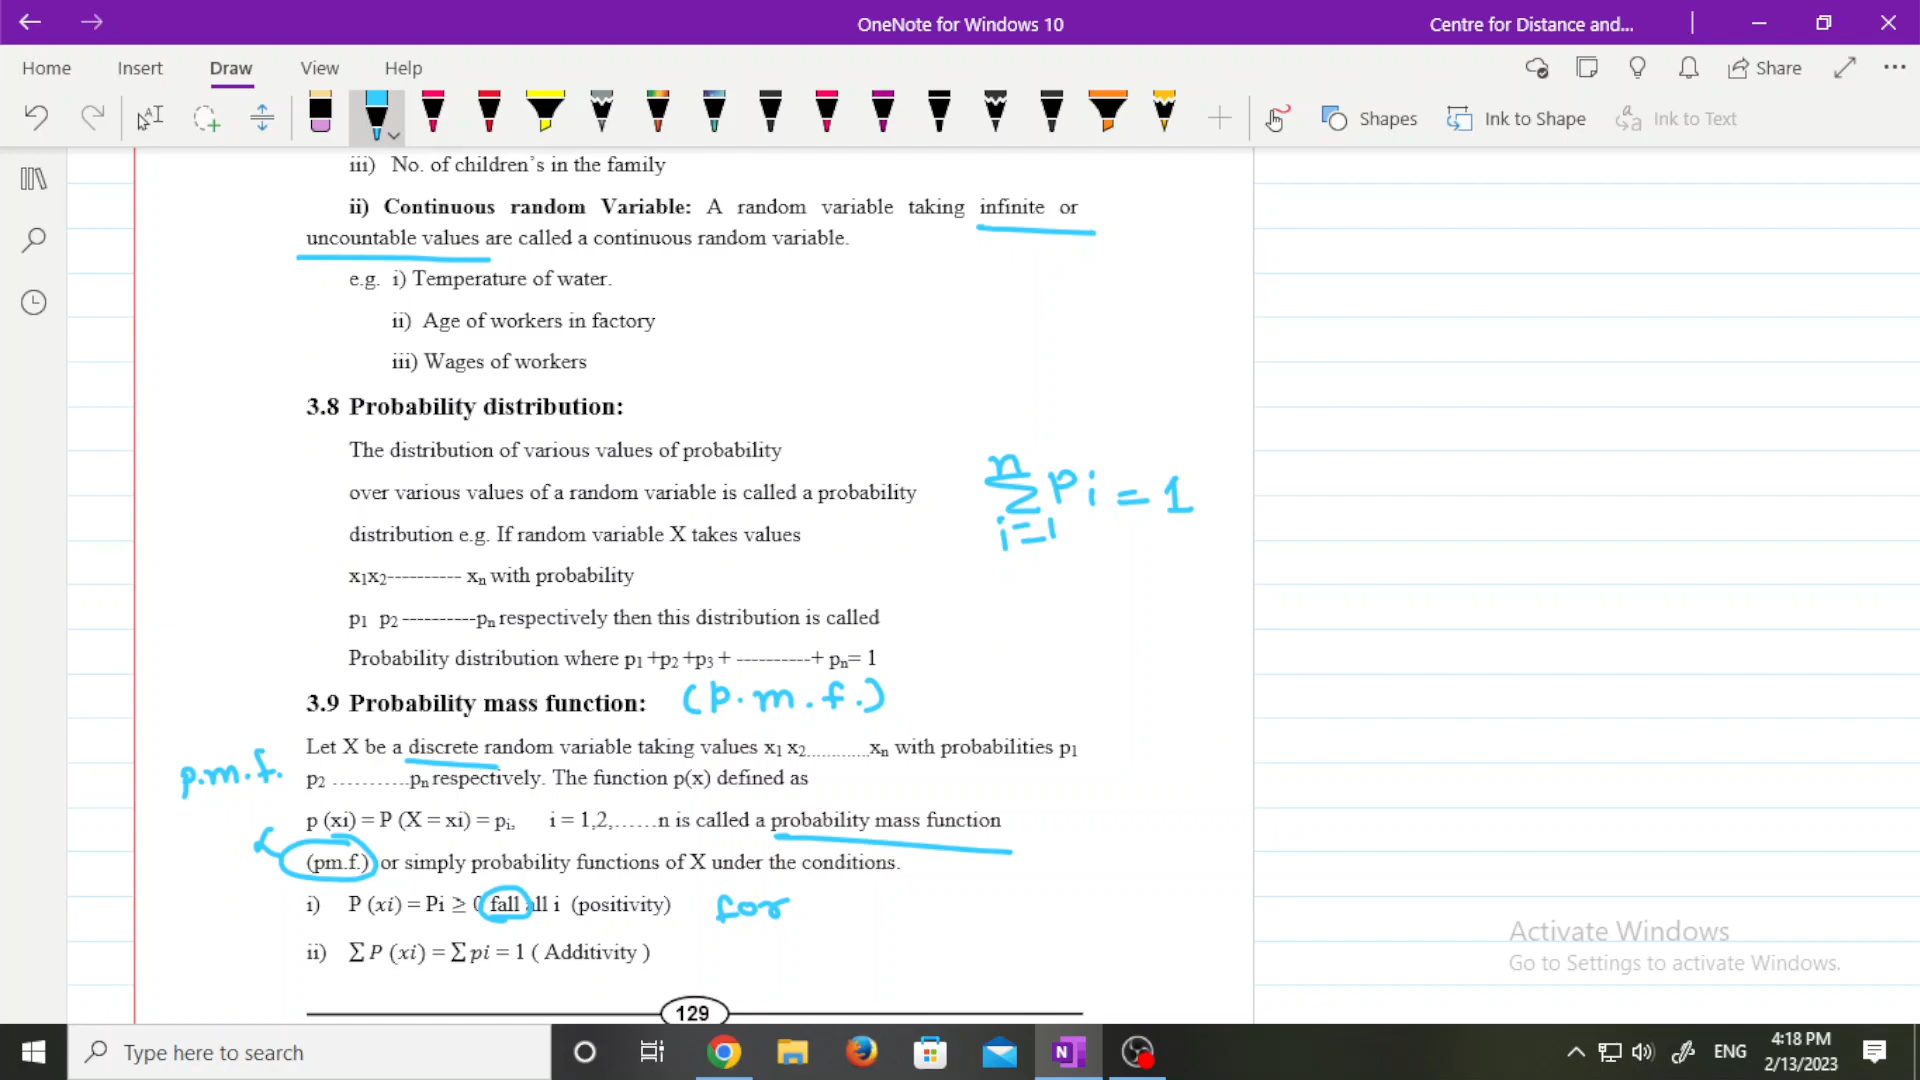 OneNote for Windows 10
Centre for Distance and...
Home Insert Draw View Help
Share
Shapes Ink to Shape Ink to Text
iii) No. of children's in the family
ii) Continuous random Variable: A random variable taking infinite or
uncountable values are called a continuous random variable.
e.g. i) Temperature of water.
ii) Age of workers in factory
iii) Wages of workers
3.8 Probability distribution:
The distribution of various values of probability
over various values of a random variable is called a probability
distribution e.g. If random variable X takes values
x1x2---------- xn with probability
p1 p2 ----------pn respectively then this distribution is called
Probability distribution where p1 +p2 +p3 + ----------+ pn= 1
n
∑ pi = 1
i=1
3.9 Probability mass function: (p.m.f.)
Let X be a discrete random variable taking values x1 x2............xn with probabilities p1
p.m.f.
p2 ............pn respectively. The function p(x) defined as
p (xi) = P (X = xi) = pi, i = 1,2,......n is called a probability mass function
(pm.f.) or simply probability functions of X under the conditions.
i) P (xi) = Pi ≥ 0 fall all i (positivity) for
ii) ∑ P (xi) = ∑ pi = 1 ( Additivity )
129
Activate Windows
Go to Settings to activate Windows.
Type here to search
ENG
4:18 PM
2/13/2023